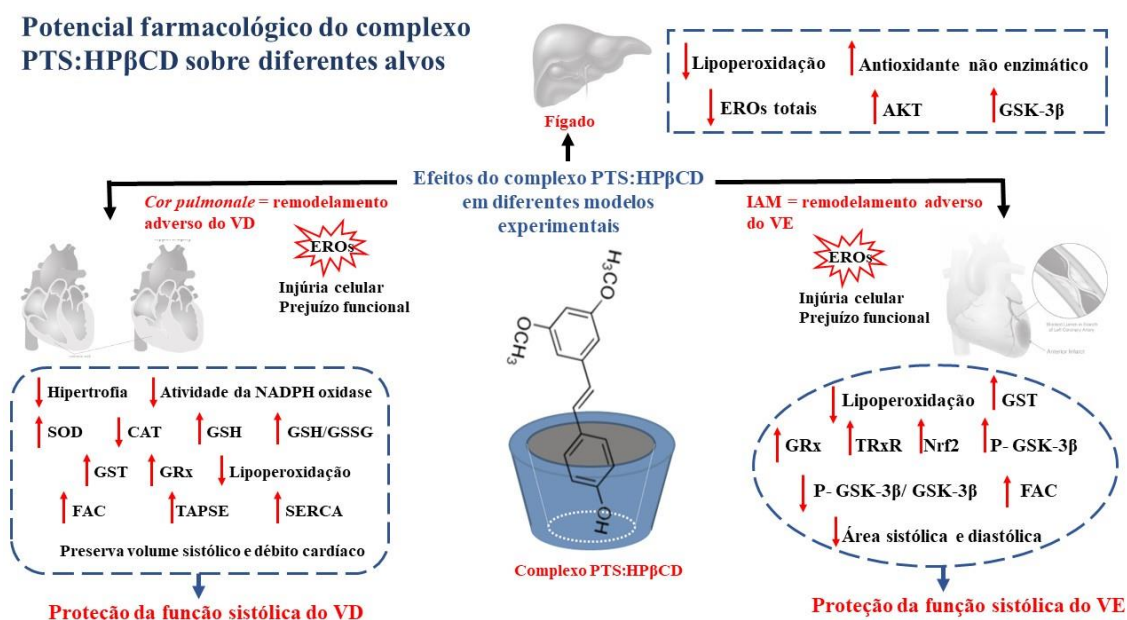 Potencial farmacológico do complexo
PTS:HPβCD sobre diferentes alvos
Fígado
Lipoperoxidação
Antioxidante não enzimático
EROs totais
AKT
GSK-3β
Efeitos do complexo PTS:HPβCD
em diferentes modelos
experimentais
Cor pulmonale = remodelamento
adverso do VD
EROs
Injúria celular
Prejuízo funcional
IAM = remodelamento adverso
do VE
EROs
Injúria celular
Prejuízo funcional
H₃CO
OCH₃
OH
Complexo PTS:HPβCD
Hipertrofia
Atividade da NADPH oxidase
SOD
CAT
GSH
GSH/GSSG
GST
GRx
Lipoperoxidação
FAC
TAPSE
SERCA
Preserva volume sistólico e débito cardíaco
Proteção da função sistólica do VD
Lipoperoxidação
GST
GRx
TRxR
Nrf2
P- GSK-3β
P- GSK-3β/ GSK-3β
FAC
Área sistólica e diastólica
Proteção da função sistólica do VE